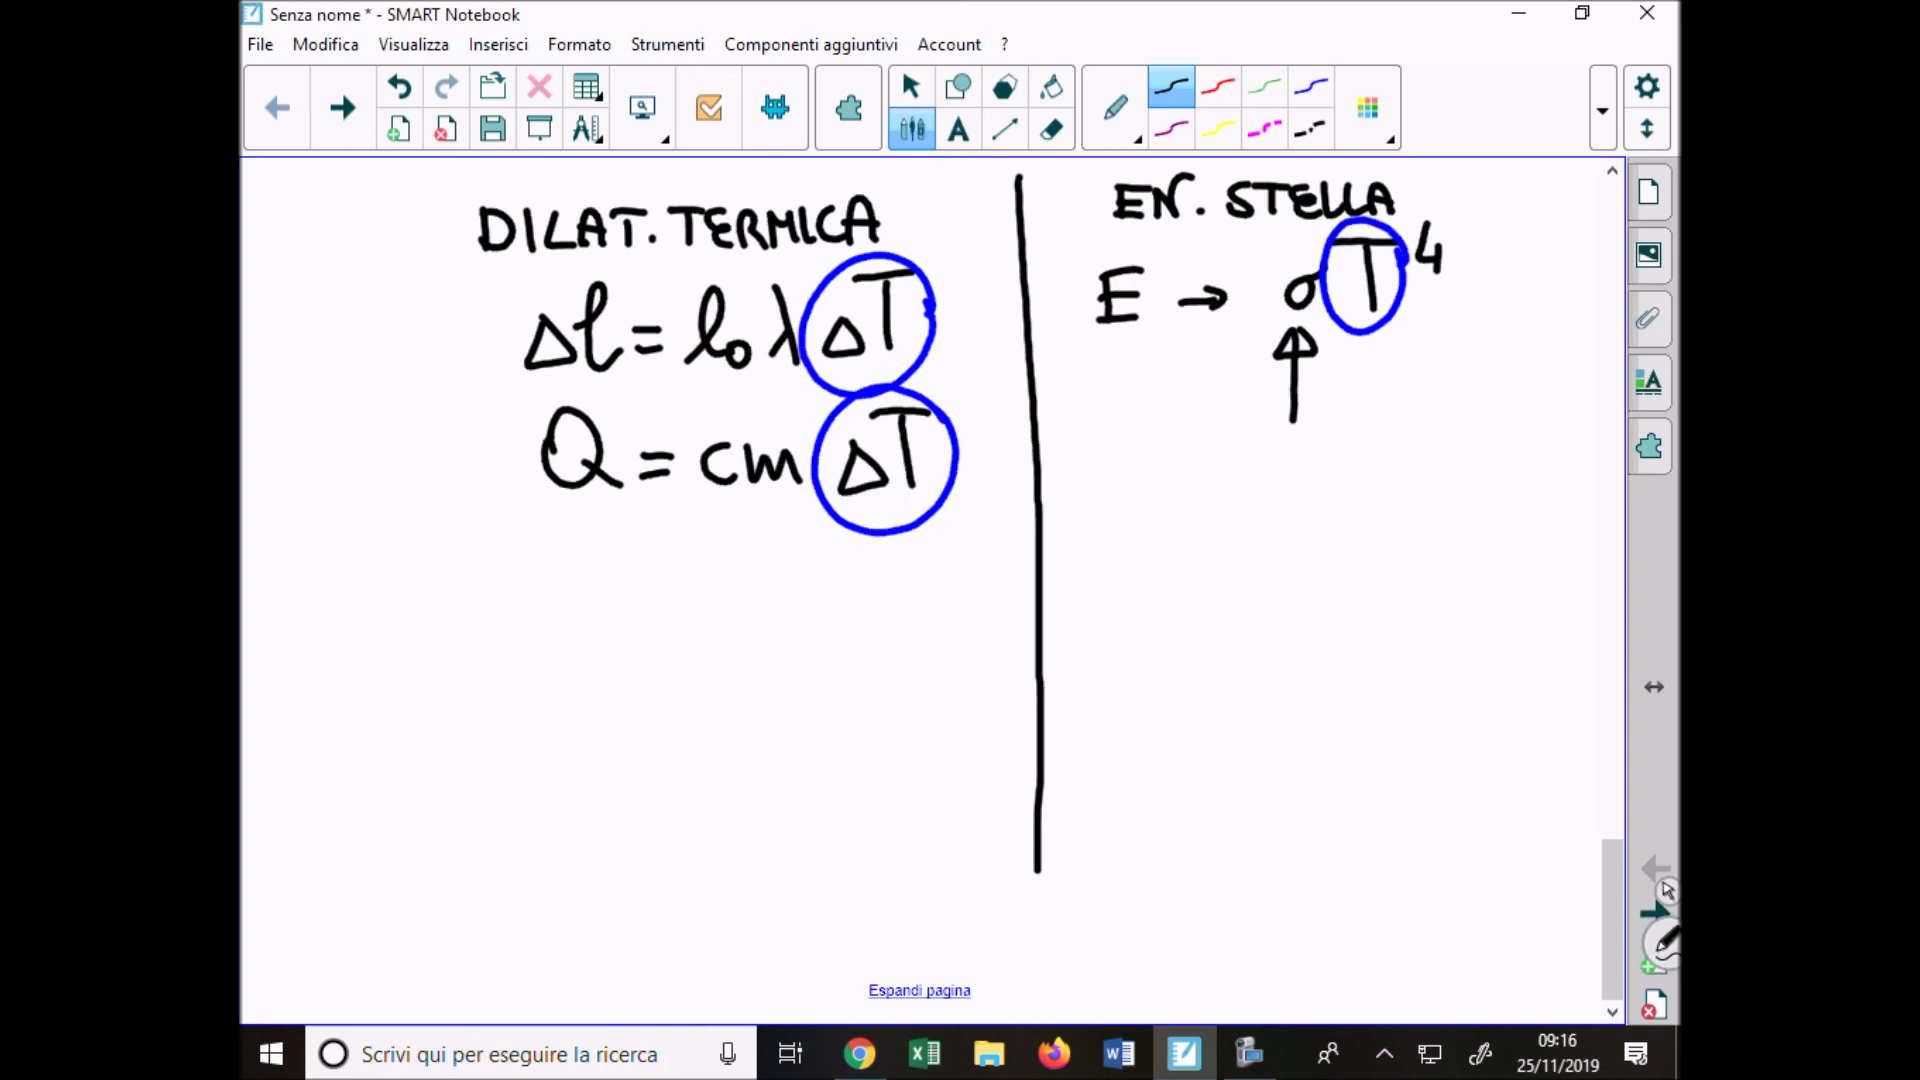 Senza nome * - SMART Notebook
File Modifica Visualizza Inserisci Formato Strumenti Componenti aggiuntivi Account ?
DILAT. TERMICA
Δl = l₀ λ ΔT
Q = cm ΔT
EN. STELLA
E → σT⁴
Espandi pagina
Scrivi qui per eseguire la ricerca
09:16
25/11/2019